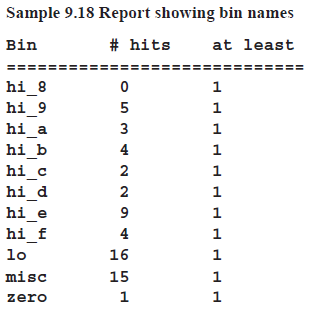 Sample 9.18 Report showing bin names
Bin # hits at least
==============================
hi_8 0 1
hi_9 5 1
hi_a 3 1
hi_b 4 1
hi_c 2 1
hi_d 2 1
hi_e 9 1
hi_f 4 1
lo 16 1
misc 15 1
zero 1 1